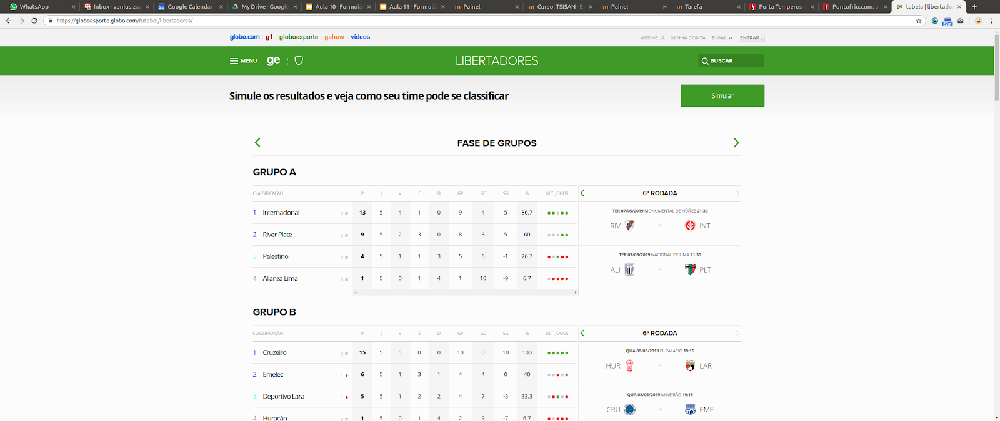 WhatsApp × Inbox - vanius.zap × Google Calendar × My Drive - Google × Aula 10 - Formulá × Aula 11 - Formulá × Painel × Curso: TSISAN - E × Painel × Tarefa × Porta Temperos × Pontofrio.com: a × tabela | libertado ×
https://globoesporte.globo.com/futebol/libertadores/
22m
globo.com g1 globoesporte gshow vídeos ASSINE JÁ MINHA CONTA E-MAIL ENTRAR ›
MENU ge LIBERTADORES BUSCAR
Simule os resultados e veja como seu time pode se classificar Simular
FASE DE GRUPOS
GRUPO A
CLASSIFICAÇÃO P J V E D GP GC SG % ÚLT. JOGOS 6ª RODADA
TER 07/05/2019 MONUMENTAL DE NÚÑEZ 21:30
1 Internacional 0 13 5 4 1 0 9 4 5 86.7
RIV × INT
2 River Plate 0 9 5 2 3 0 8 3 5 60
TER 07/05/2019 NACIONAL DE LIMA 21:30
3 Palestino 0 4 5 1 1 3 5 6 -1 26.7
ALI × PLT
4 Alianza Lima 0 1 5 0 1 4 1 10 -9 6.7
GRUPO B
CLASSIFICAÇÃO P J V E D GP GC SG % ÚLT. JOGOS 6ª RODADA
QUA 08/05/2019 EL PALACIO 19:15
1 Cruzeiro 0 15 5 5 0 0 10 0 10 100
HUR × LAR
2 Emelec 1 6 5 1 3 1 4 4 0 40
QUA 08/05/2019 MINEIRÃO 19:15
3 Deportivo Lara 1 5 5 1 2 2 4 7 -3 33.3
CRU × EME
4 Huracán 0 1 5 0 1 4 2 9 -7 6.7